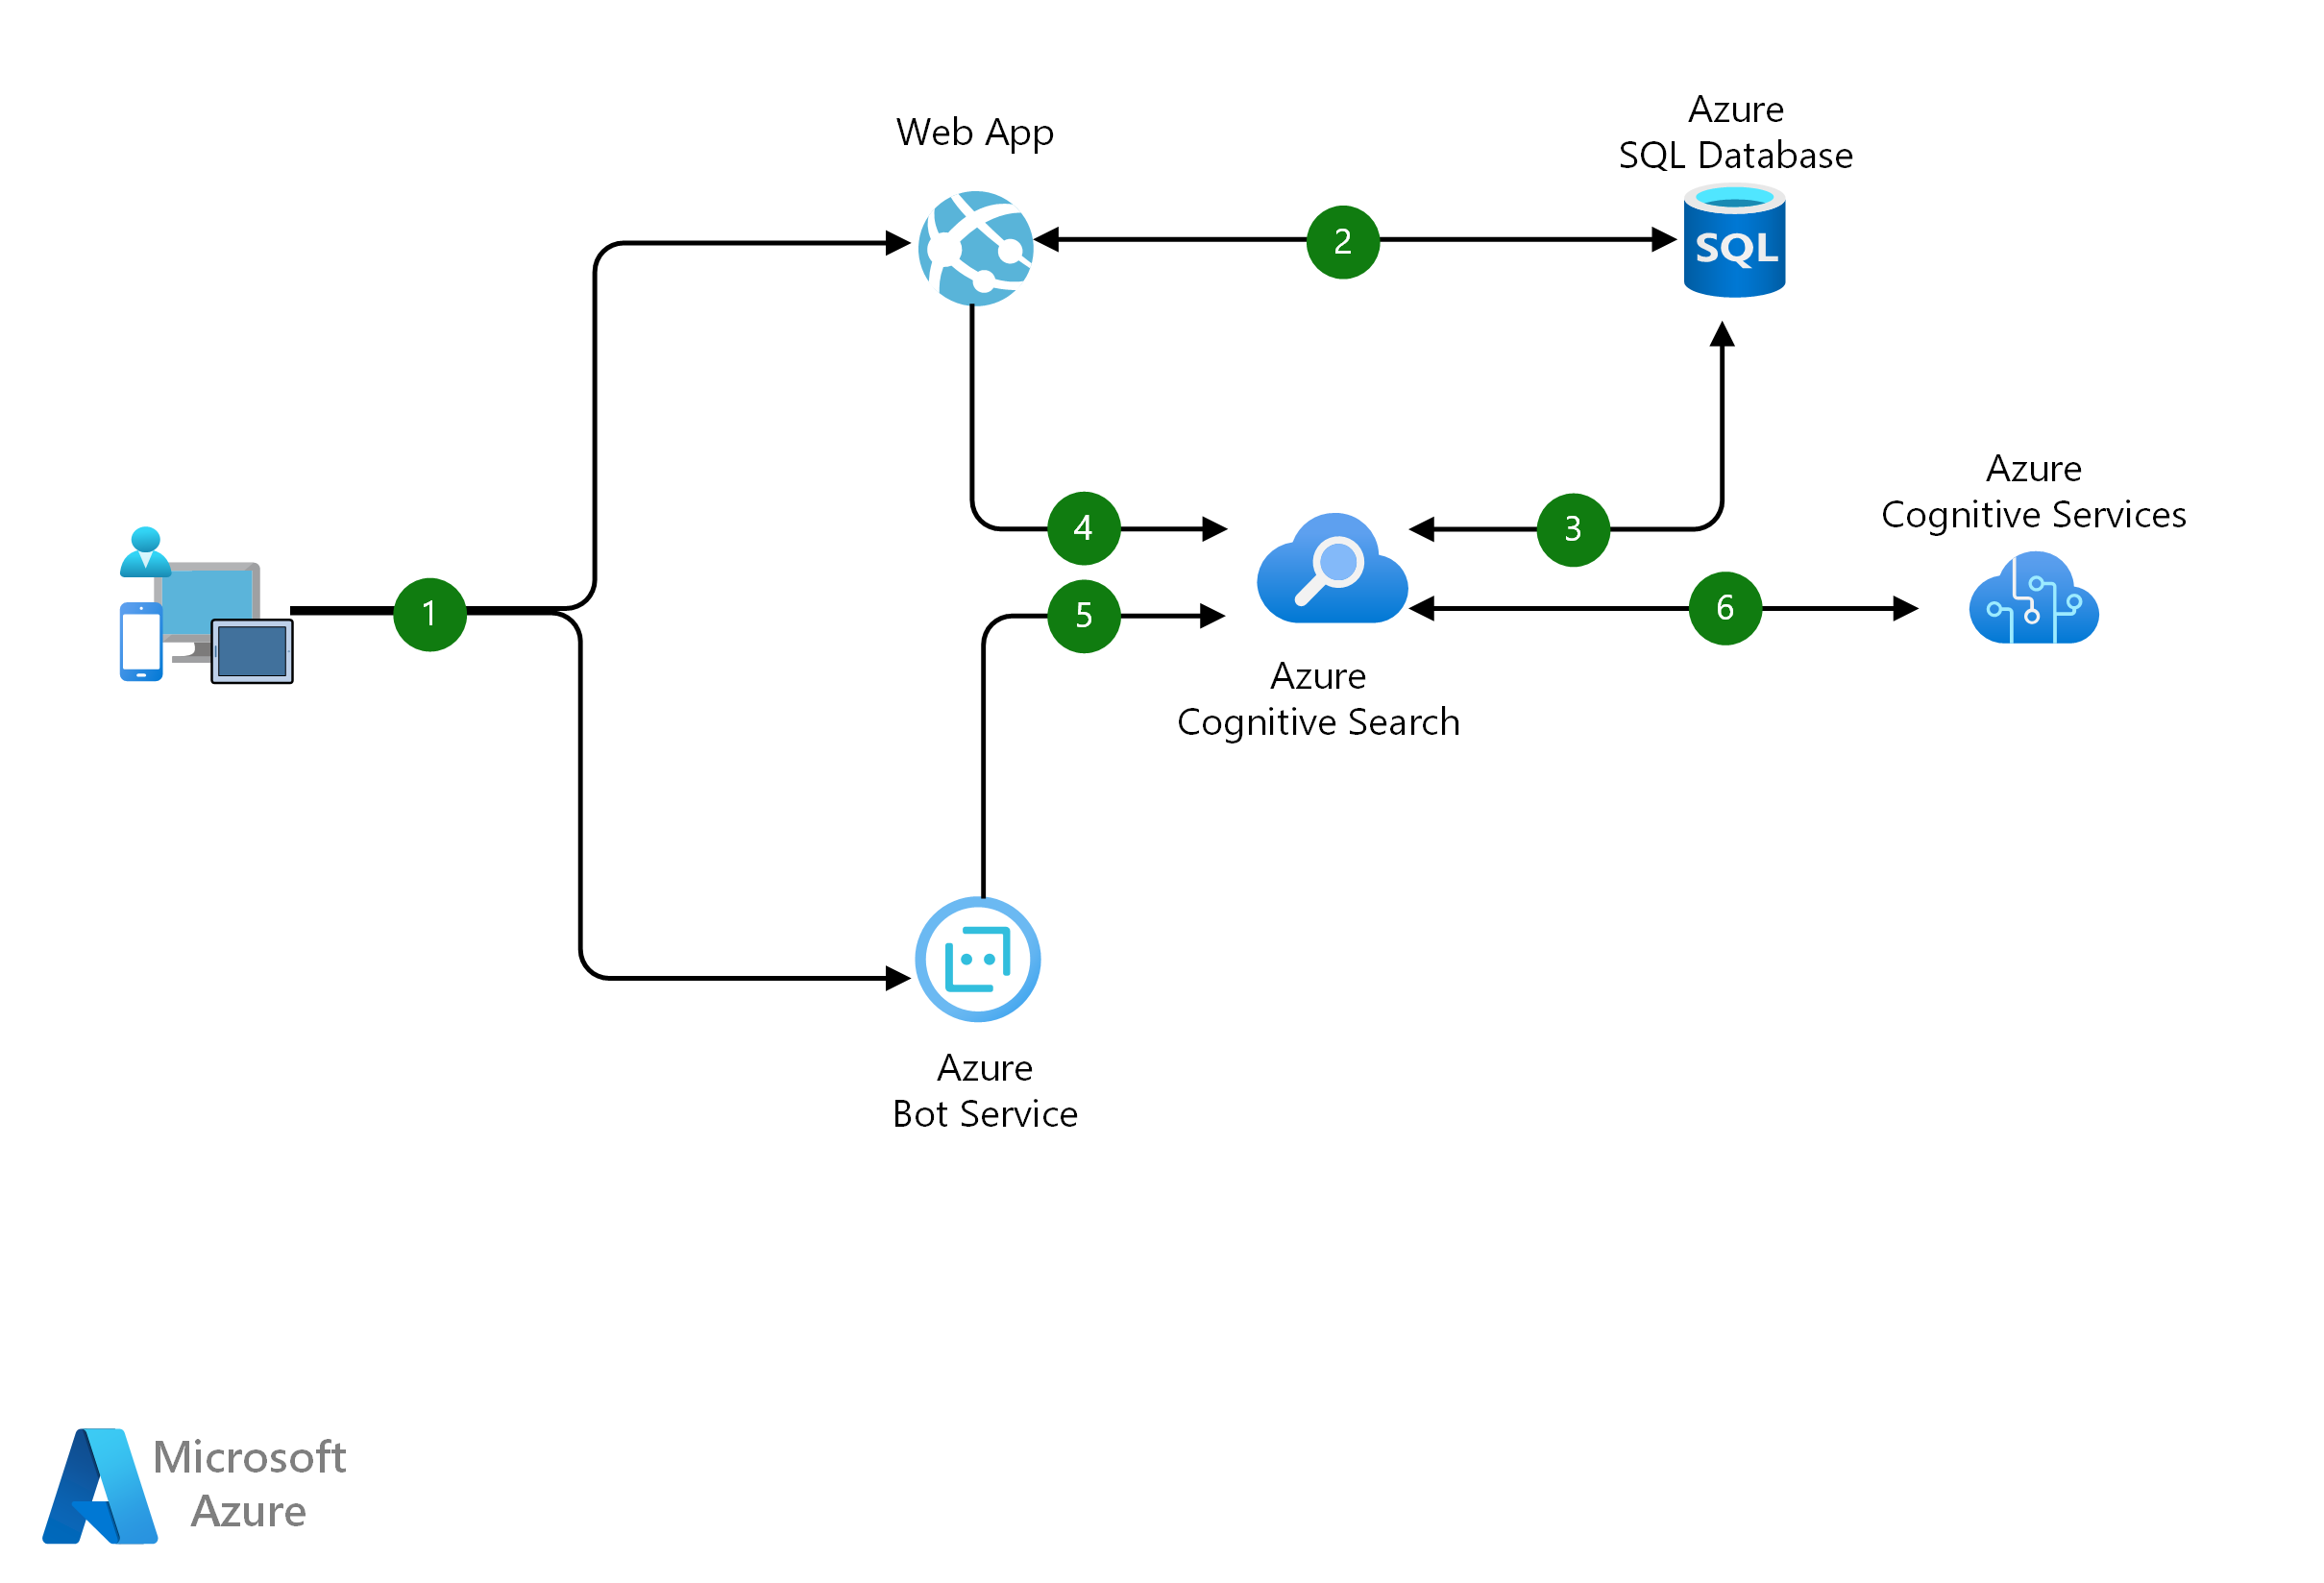 Web App
Azure
SQL Database
2
SQL
Azure
Cognitive Services
4
3
1
5
6
Azure
Cognitive Search
Azure
Bot Service
Microsoft
Azure